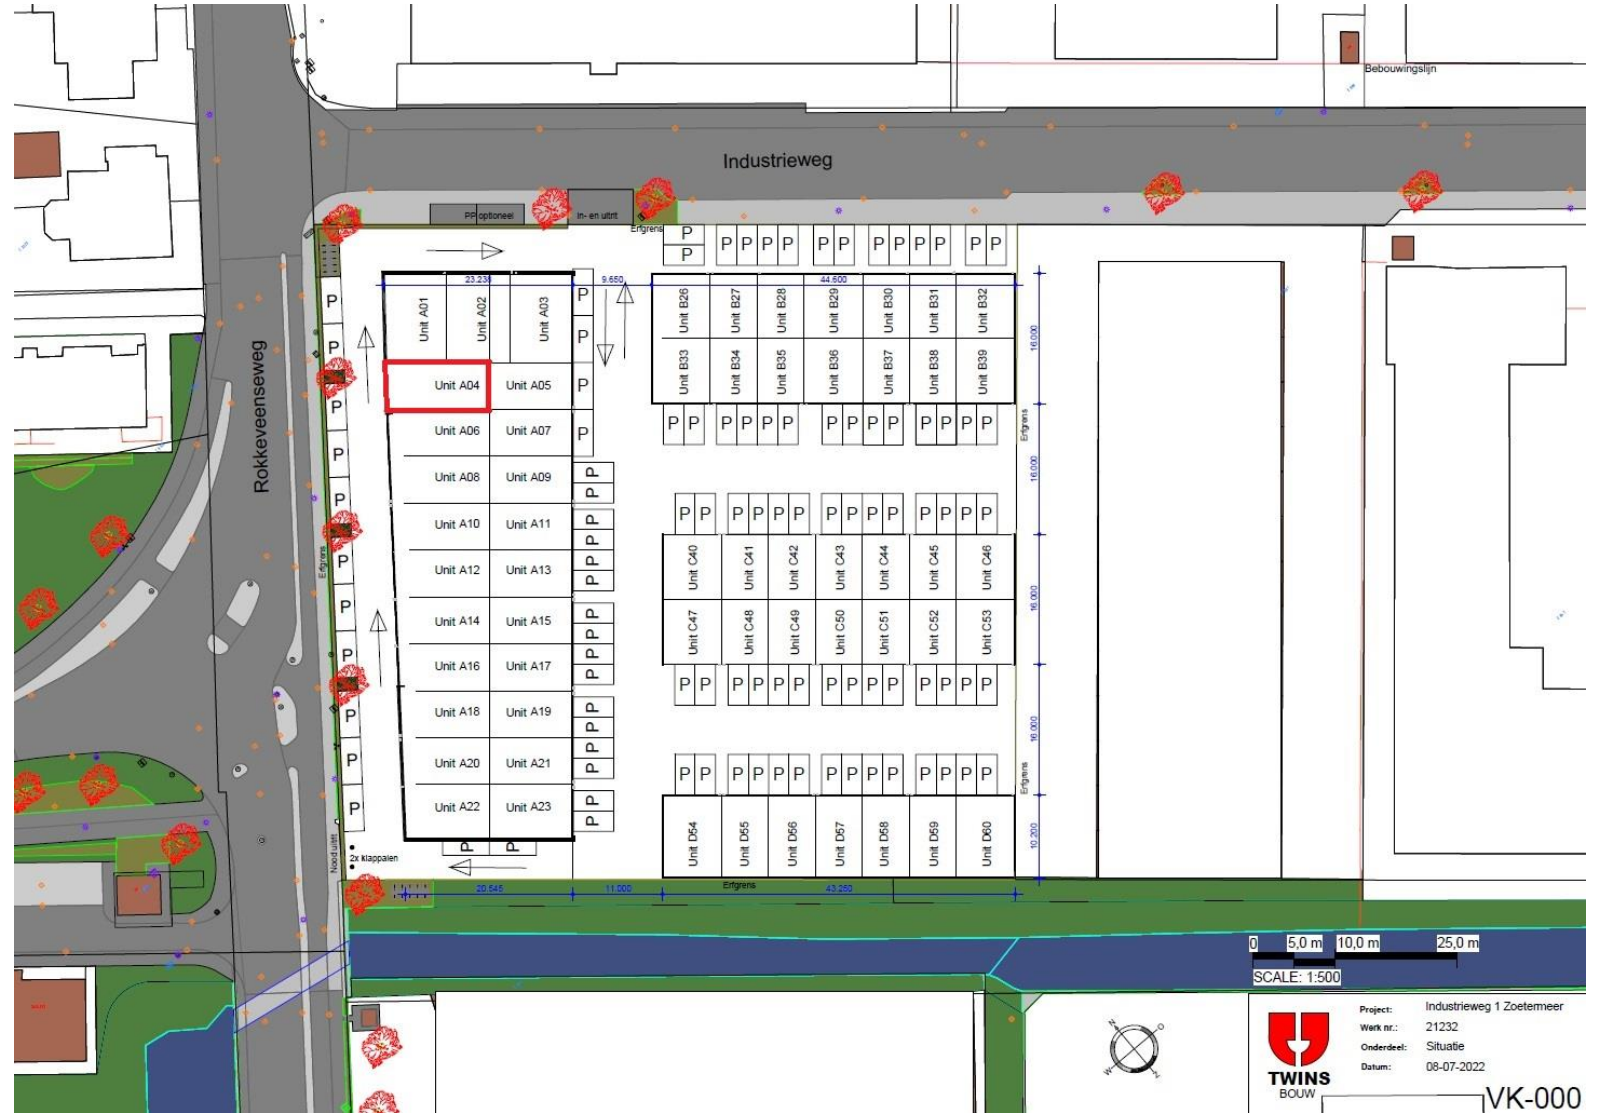 Bebouwingslijn
Industrieweg
PP optioneel
In- en uitrit
Erfgrens
P
P
P P P P P P P P P P P P
23.238
9.650
44.600
Unit A01
Unit A02
Unit A03
P
P
P
P
Unit B26
Unit B27
Unit B28
Unit B29
Unit B30
Unit B31
Unit B32
16.000
Unit B33
Unit B34
Unit B35
Unit B36
Unit B37
Unit B38
Unit B39
Rokkeveenseweg
Unit A04
Unit A05
P
P
Unit A06
Unit A07
P
P P P P P P P P P P P P P P
Erfgrens
Unit A08
Unit A09
P
P
P
P
16.000
Unit A10
Unit A11
P
P
P P P P P P P P P P P P P P
Erfgrens
Unit A12
Unit A13
P
P
P
Unit C40
Unit C41
Unit C42
Unit C43
Unit C44
Unit C45
Unit C46
16.000
Unit A14
Unit A15
P
P
P
Unit C47
Unit C48
Unit C49
Unit C50
Unit C51
Unit C52
Unit C53
Unit A16
Unit A17
P
P
P
P P P P P P P P P P P P P P
Unit A18
Unit A19
P
P
P
16.000
Unit A20
Unit A21
P
P
P
P P P P P P P P P P P P P P
Erfgrens
Unit A22
Unit A23
P
P
P
Unit D54
Unit D55
Unit D56
Unit D57
Unit D58
Unit D59
Unit D60
10.200
Nooduitrit
2x klappalen
P P
20.545
11.000
Erfgrens
43.260
0 5,0 m 10,0 m 25,0 m
SCALE: 1:500
TWINS
BOUW
Project: Industrieweg 1 Zoetermeer
Werk nr.: 21232
Onderdeel: Situatie
Datum: 08-07-2022
VK-000